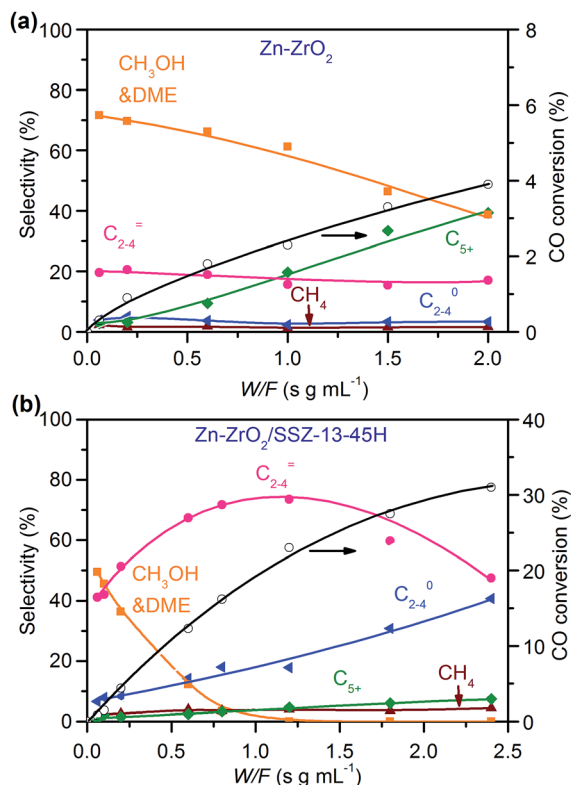 (a)
Zn-ZrO₂
CH₃OH
&DME
C₂₋₄⁼
C₅₊
CH₄
C₂₋₄⁰
Selectivity (%)
100
80
60
40
20
0
CO conversion (%)
8
6
4
2
0
0.0 0.5 1.0 1.5 2.0
W/F (s g mL⁻¹)
(b)
Zn-ZrO₂/SSZ-13-45H
C₂₋₄⁼
CH₃OH
&DME
C₂₋₄⁰
CH₄
C₅₊
Selectivity (%)
100
80
60
40
20
0
CO conversion (%)
40
30
20
10
0
0.0 0.5 1.0 1.5 2.0 2.5
W/F (s g mL⁻¹)